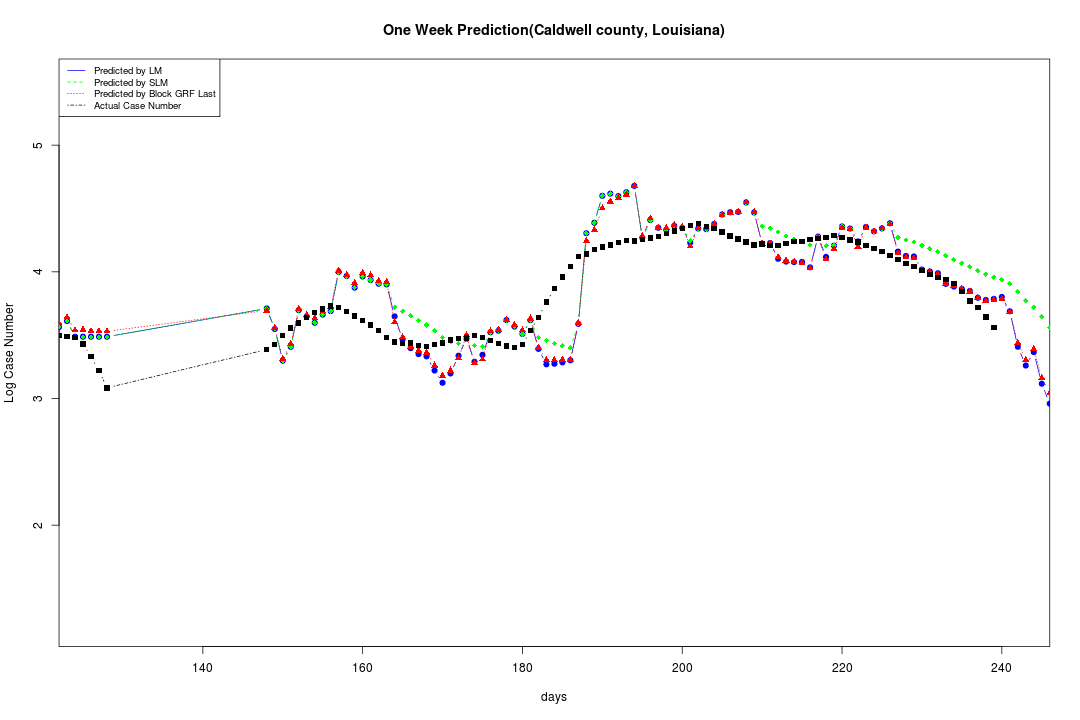 One Week Prediction(Caldwell county, Louisiana)
Predicted by LM
Predicted by SLM
Predicted by Block GRF Last
Actual Case Number
5
4
3
2
Log Case Number
140 160 180 200 220 240
days